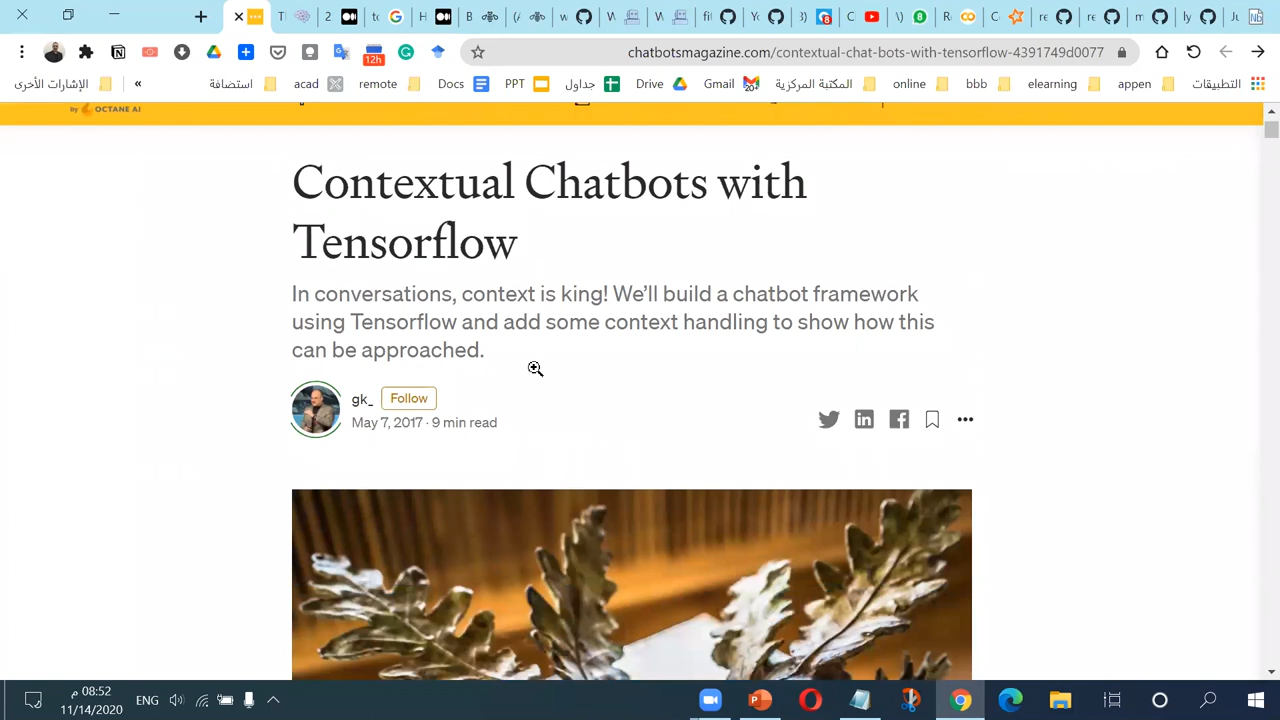 chatbotsmagazine.com/contextual-chat-bots-with-tensorflow-4391749d0077
12h
التطبيقات
appen
elearning
bbb
online
المكتبة المركزية
Gmail
20+
Drive
جداول
PPT
Docs
remote
acad
استضافة
»
الإشارات الأخرى
by OCTANE AI
Contextual Chatbots with
Tensorflow
In conversations, context is king! We’ll build a chatbot framework
using Tensorflow and add some context handling to show how this
can be approached.
gk_
Follow
May 7, 2017 · 9 min read
08:52 م
11/14/2020
ENG